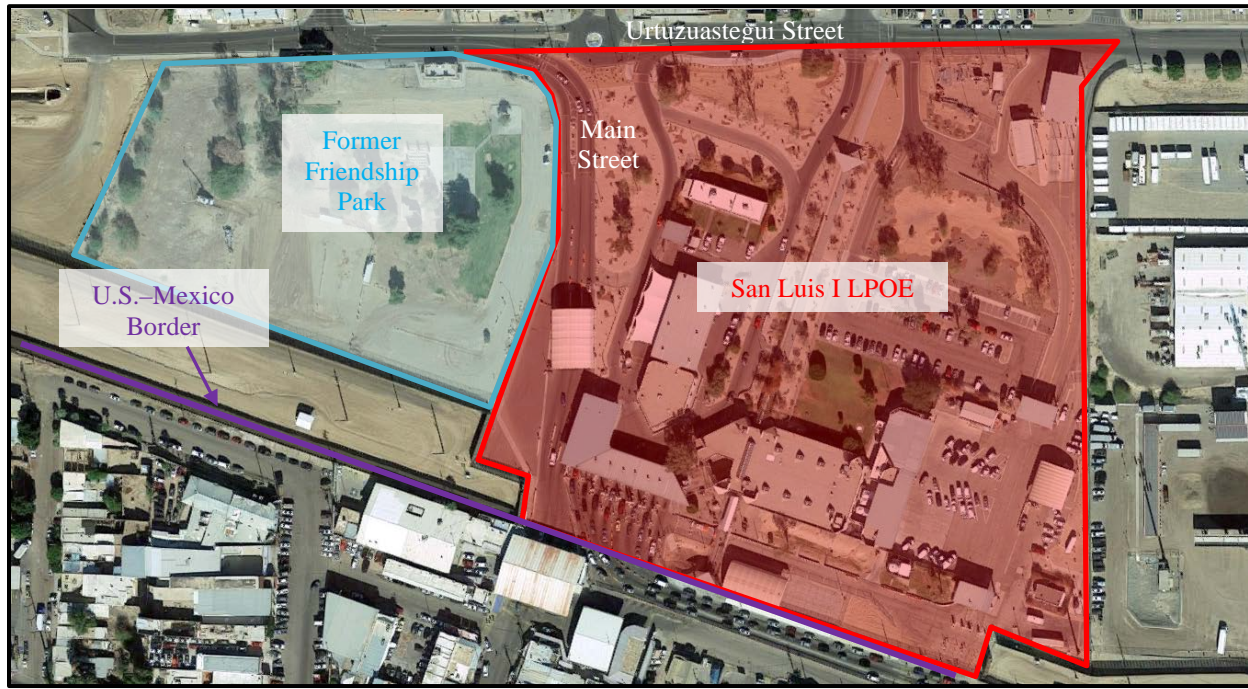 Urtuzuastegui Street
Main
Street
Former
Friendship
Park
San Luis I LPOE
U.S.–Mexico
Border